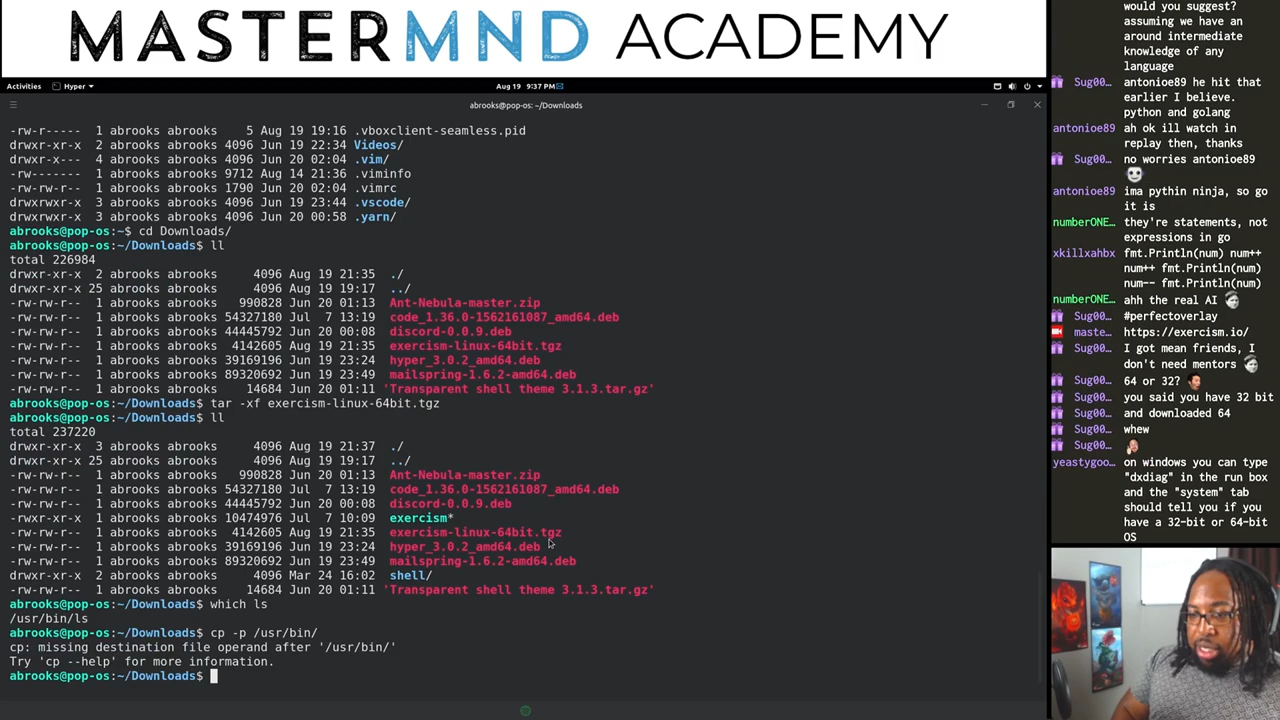 MASTERMND ACADEMY
Activities
Hyper
Aug 19 9:37 PM
abrooks@pop-os: ~/Downloads
-rw-r----- 1 abrooks abrooks 5 Aug 19 19:16 .vboxclient-seamless.pid
drwxr-xr-x 2 abrooks abrooks 4096 Jun 19 22:34 Videos/
drwxr-x--- 4 abrooks abrooks 4096 Jun 20 02:04 .vim/
-rw------- 1 abrooks abrooks 9712 Aug 14 21:36 .viminfo
-rw-rw-r-- 1 abrooks abrooks 1790 Jun 20 02:04 .vimrc
drwxrwxr-x 3 abrooks abrooks 4096 Jun 19 23:44 .vscode/
drwxrwxr-x 3 abrooks abrooks 4096 Jun 20 00:58 .yarn/
abrooks@pop-os:~$ cd Downloads/
abrooks@pop-os:~/Downloads$ ll
total 226984
drwxr-xr-x 2 abrooks abrooks 4096 Aug 19 21:35 ./
drwxr-xr-x 25 abrooks abrooks 4096 Aug 19 19:17 ../
-rw-rw-r-- 1 abrooks abrooks 990828 Jun 20 01:13 Ant-Nebula-master.zip
-rw-rw-r-- 1 abrooks abrooks 54327180 Jul 7 13:19 code_1.36.0-1562161087_amd64.deb
-rw-rw-r-- 1 abrooks abrooks 44445792 Jun 20 00:08 discord-0.0.9.deb
-rw-rw-r-- 1 abrooks abrooks 4142605 Aug 19 21:35 exercism-linux-64bit.tgz
-rw-rw-r-- 1 abrooks abrooks 39169196 Jun 19 23:24 hyper_3.0.2_amd64.deb
-rw-rw-r-- 1 abrooks abrooks 89320692 Jun 19 23:49 mailspring-1.6.2-amd64.deb
-rw-rw-r-- 1 abrooks abrooks 14684 Jun 20 01:11 'Transparent shell theme 3.1.3.tar.gz'
abrooks@pop-os:~/Downloads$ tar -xf exercism-linux-64bit.tgz
abrooks@pop-os:~/Downloads$ ll
total 237220
drwxr-xr-x 3 abrooks abrooks 4096 Aug 19 21:37 ./
drwxr-xr-x 25 abrooks abrooks 4096 Aug 19 19:17 ../
-rw-rw-r-- 1 abrooks abrooks 990828 Jun 20 01:13 Ant-Nebula-master.zip
-rw-rw-r-- 1 abrooks abrooks 54327180 Jul 7 13:19 code_1.36.0-1562161087_amd64.deb
-rw-rw-r-- 1 abrooks abrooks 44445792 Jun 20 00:08 discord-0.0.9.deb
-rwxr-xr-x 1 abrooks abrooks 10474976 Jul 7 10:09 exercism*
-rw-rw-r-- 1 abrooks abrooks 4142605 Aug 19 21:35 exercism-linux-64bit.tgz
-rw-rw-r-- 1 abrooks abrooks 39169196 Jun 19 23:24 hyper_3.0.2_amd64.deb
-rw-rw-r-- 1 abrooks abrooks 89320692 Jun 19 23:49 mailspring-1.6.2-amd64.deb
drwxr-xr-x 2 abrooks abrooks 4096 Mar 24 16:02 shell/
-rw-rw-r-- 1 abrooks abrooks 14684 Jun 20 01:11 'Transparent shell theme 3.1.3.tar.gz'
abrooks@pop-os:~/Downloads$ which ls
/usr/bin/ls
abrooks@pop-os:~/Downloads$ cp -p /usr/bin/
cp: missing destination file operand after '/usr/bin/'
Try 'cp --help' for more information.
abrooks@pop-os:~/Downloads$
would you suggest?
assuming we have an
around intermediate
knowledge of any
language
Sug00… antonioe89 he hit that
earlier I believe.
python and golang
antonioe89 ah ok ill watch in
replay then, thanks
Sug00… no worries antonioe89
antonioe89 ima pythin ninja, so go
it is
numberONE… they're statements, not
expressions in go
xkillxahbx fmt.Println(num) num++
num++ fmt.Println(num)
num-- fmt.Println(num)
numberONE… ahh the real AI
Sug00… #perfectoverlay
maste… https://exercism.io/
Sug00… I got mean friends, I
don't need mentors
Sug00… 64 or 32?
Sug00… you said you have 32 bit
Sug00… and downloaded 64
Sug00… whew
Sug00…
yeastygoo… on windows you can type
"dxdiag" in the run box
and the "system" tab
should tell you if you
have a 32-bit or 64-bit
OS